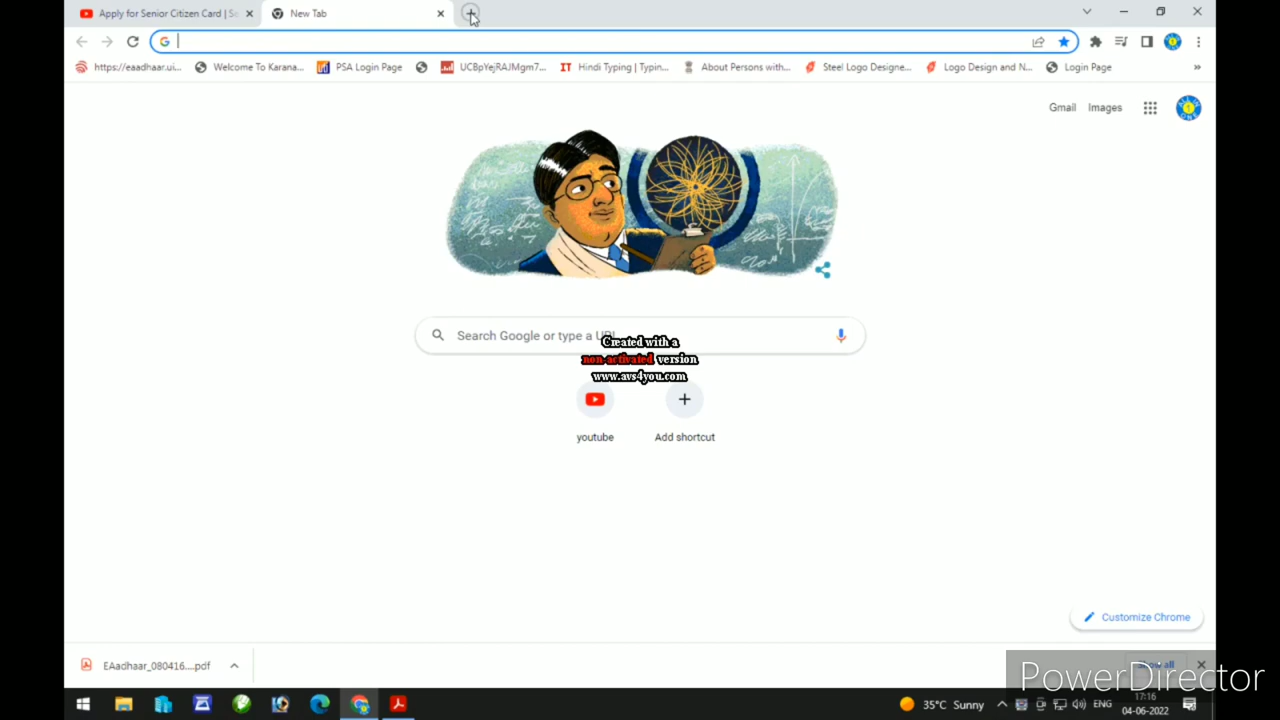 Apply for Senior Citizen Card | Se
New Tab
https://eaadhaar.ui...
Welcome To Karana...
PSA Login Page
UCBpYejRAJMgm7...
IT Hindi Typing | Typin...
About Persons with...
Steel Logo Designe...
Logo Design and N...
Login Page
»
Gmail
Images
Search Google or type a URL
Created with a
non-activated version
www.avs4you.com
youtube
Add shortcut
Customize Chrome
EAadhaar_080416....pdf
Show all
PowerDirector
35°C Sunny
ENG
17:16
04-06-2022